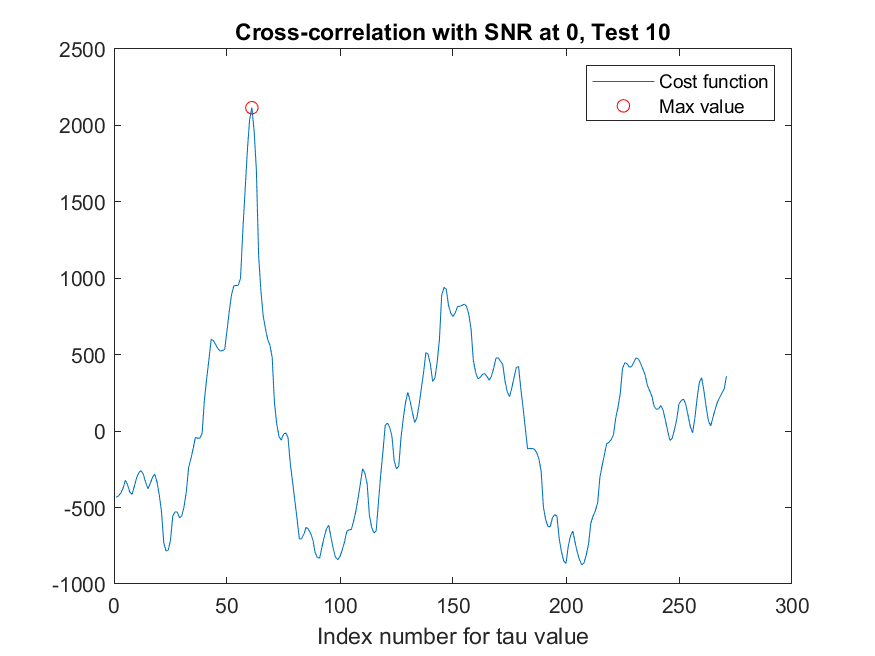 Cross-correlation with SNR at 0, Test 10
Cost function
Max value
2500
2000
1500
1000
500
0
-500
-1000
0 50 100 150 200 250 300
Index number for tau value